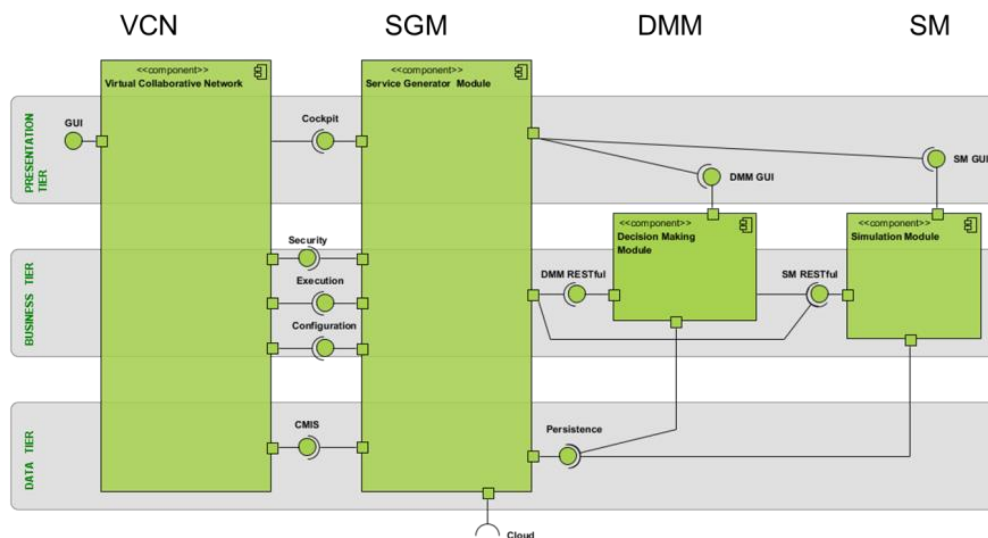 VCN
SGM
DMM
SM
<<component>>
Virtual Collaborative Network
<<component>>
Service Generator Module
PRESENTATION
TIER
GUI
Cockpit
DMM GUI
SM GUI
<<component>>
Decision Making
Module
<<component>>
Simulation Module
BUSINESS TIER
Security
Execution
Configuration
DMM RESTful
SM RESTful
DATA TIER
CMIS
Persistence
Cloud